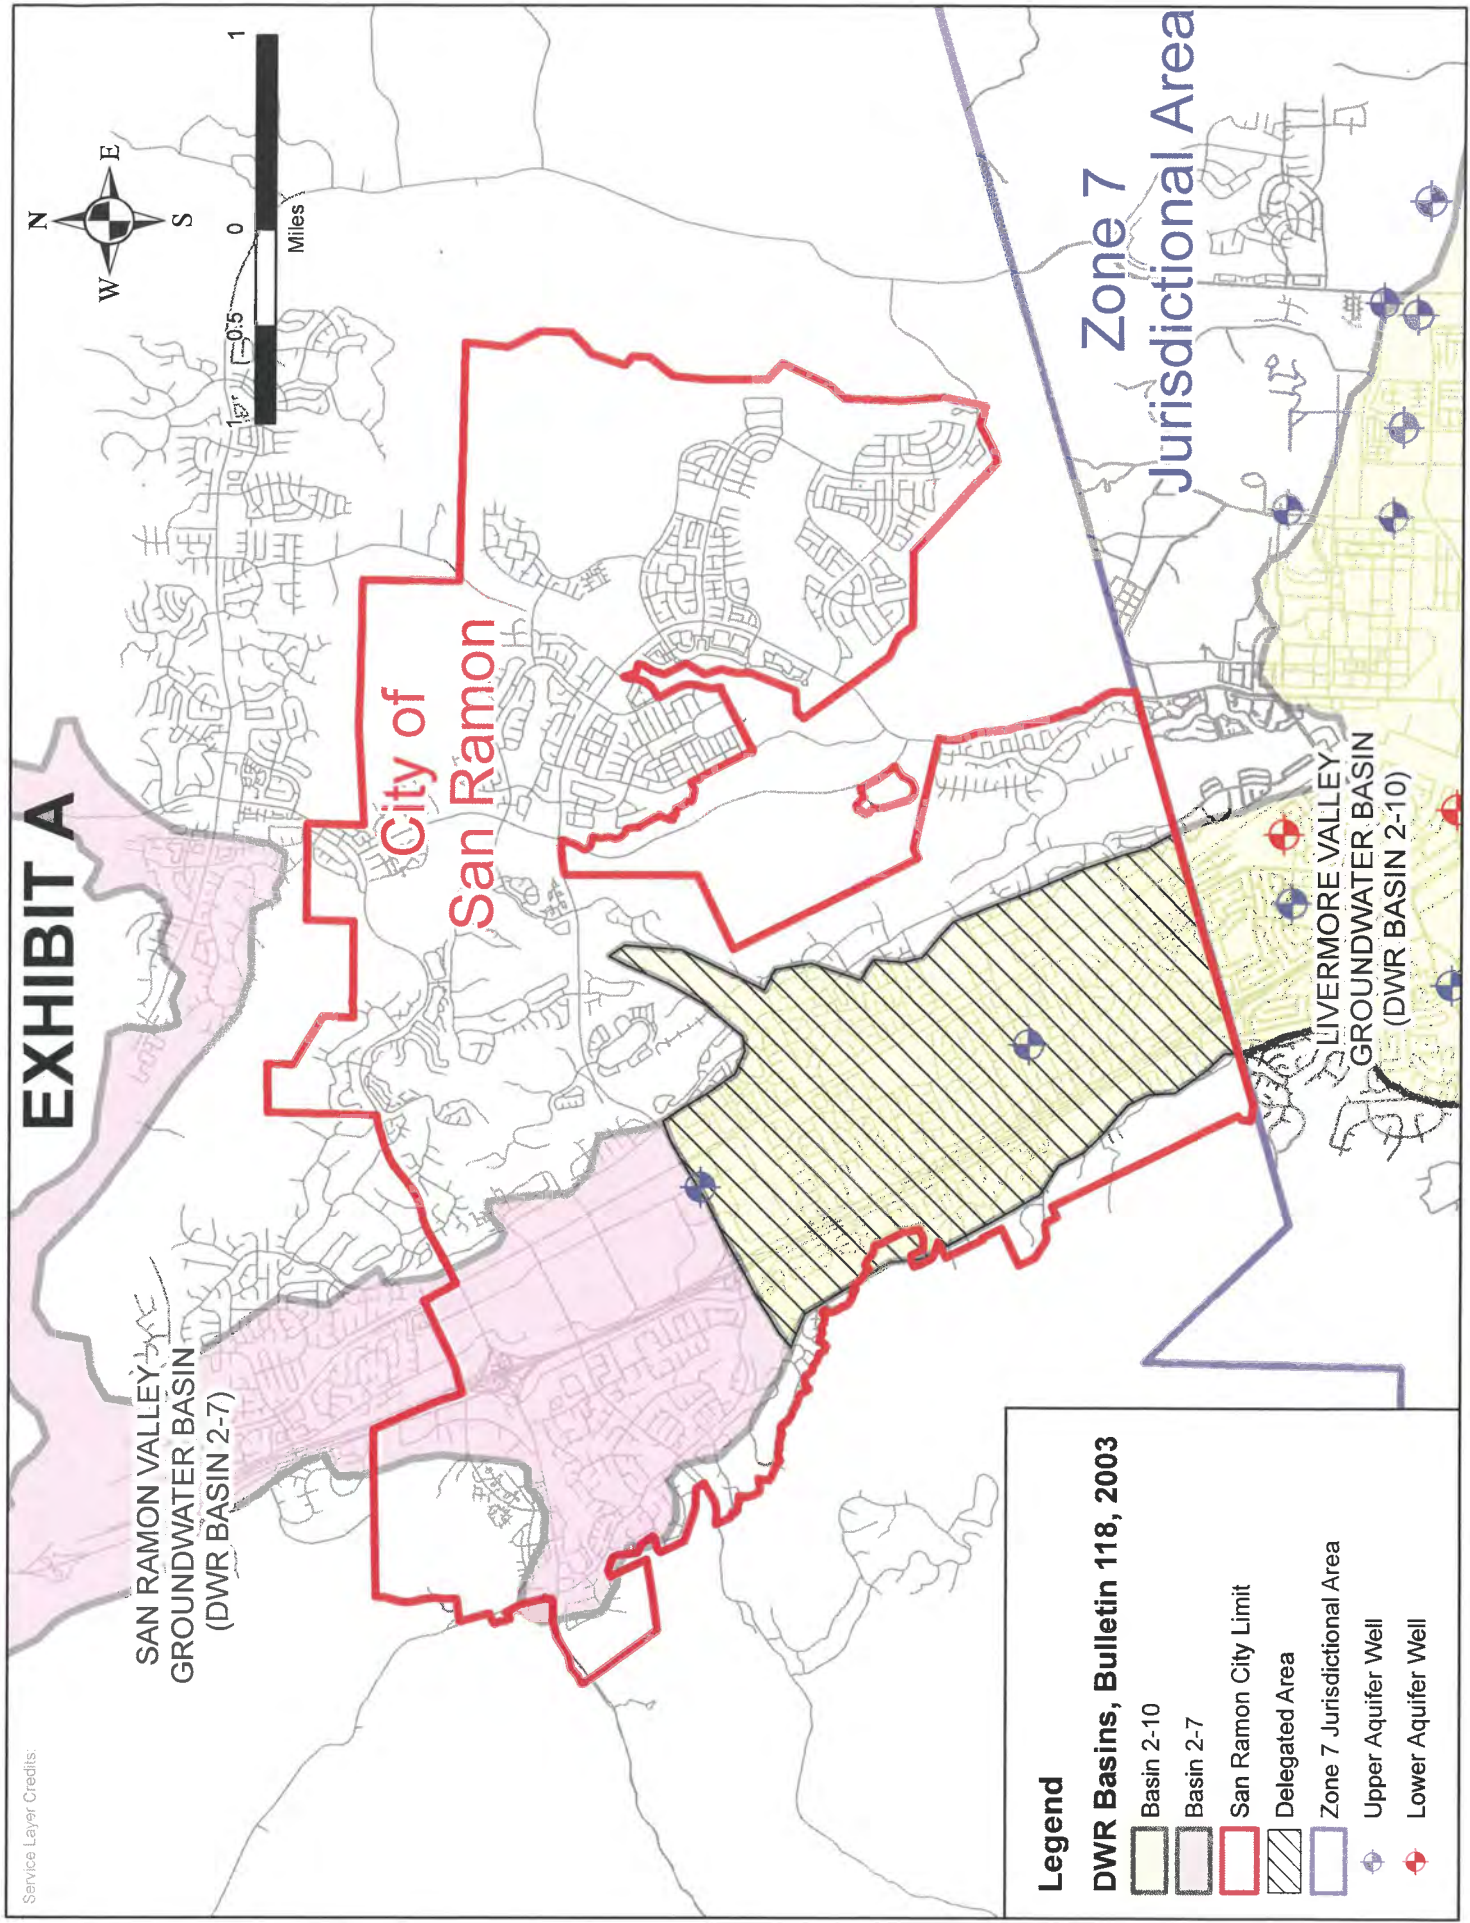 Service Layer Credits:
EXHIBIT A
N
W
E
S
1
0.5
0
1
Miles
SAN RAMON VALLEY
GROUNDWATER BASIN
(DWR BASIN 2-7)
City of
San Ramon
Zone 7
Jurisdictional Area
LIVERMORE VALLEY
GROUNDWATER BASIN
(DWR BASIN 2-10)
Legend
DWR Basins, Bulletin 118, 2003
Basin 2-10
Basin 2-7
San Ramon City Limit
Delegated Area
Zone 7 Jurisdictional Area
Upper Aquifer Well
Lower Aquifer Well